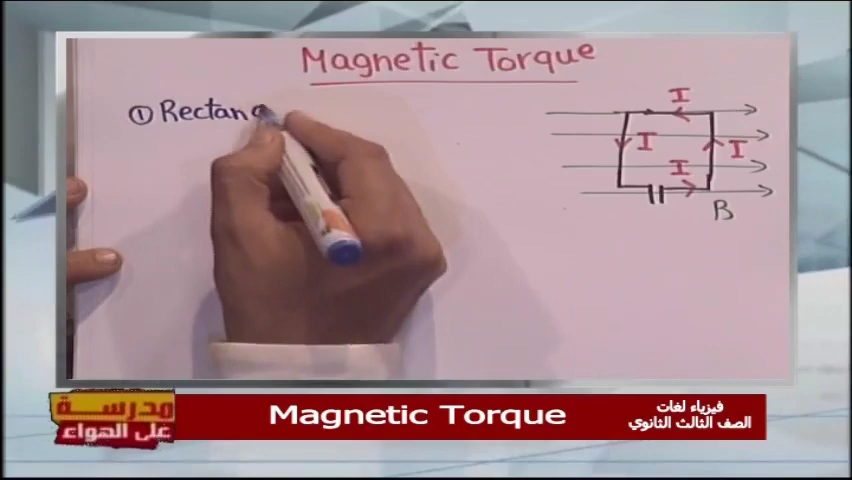 Magnetic Torque
① Rectan
I
I
I
I
B
مدرسة
على الهواء
Magnetic Torque
فيزياء لغات
الصف الثالث الثانوي